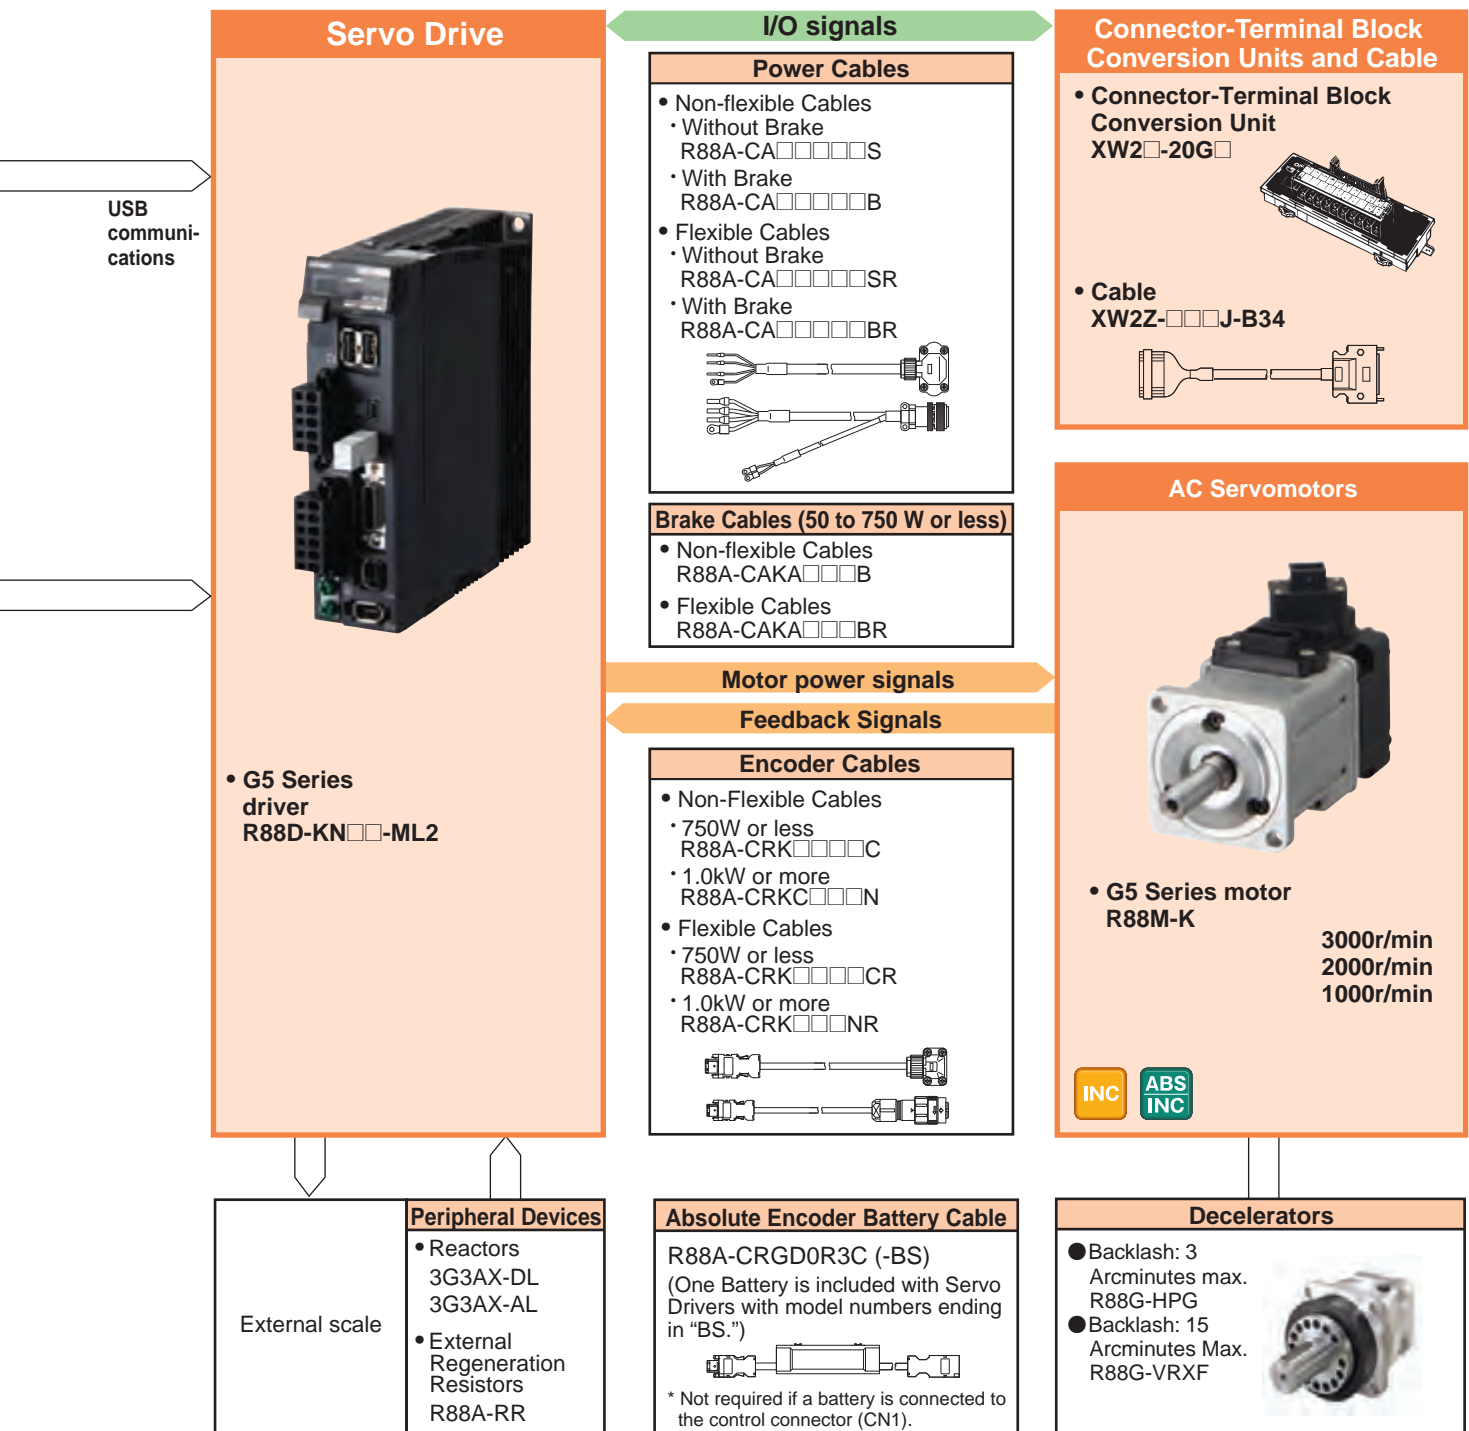 Servo Drive
USB
communi-
cations
• G5 Series
driver
R88D-KN□□-ML2
I/O signals
Power Cables
• Non-flexible Cables
・Without Brake
R88A-CA□□□□□S
・With Brake
R88A-CA□□□□□B
• Flexible Cables
・Without Brake
R88A-CA□□□□□SR
・With Brake
R88A-CA□□□□□BR
Brake Cables (50 to 750 W or less)
• Non-flexible Cables
R88A-CAKA□□□B
• Flexible Cables
R88A-CAKA□□□BR
Motor power signals
Feedback Signals
Encoder Cables
• Non-Flexible Cables
・750W or less
R88A-CRK□□□□C
・1.0kW or more
R88A-CRKC□□□N
• Flexible Cables
・750W or less
R88A-CRK□□□□CR
・1.0kW or more
R88A-CRK□□□NR
Connector-Terminal Block
Conversion Units and Cable
• Connector-Terminal Block
Conversion Unit
XW2□-20G□
• Cable
XW2Z-□□□J-B34
AC Servomotors
• G5 Series motor
R88M-K
3000r/min
2000r/min
1000r/min
INC
ABS
INC
External scale
Peripheral Devices
• Reactors
3G3AX-DL
3G3AX-AL
• External
Regeneration
Resistors
R88A-RR
Absolute Encoder Battery Cable
R88A-CRGD0R3C (-BS)
(One Battery is included with Servo
Drivers with model numbers ending
in “BS.”)
* Not required if a battery is connected to
the control connector (CN1).
Decelerators
●Backlash: 3
Arcminutes max.
R88G-HPG
●Backlash: 15
Arcminutes Max.
R88G-VRXF